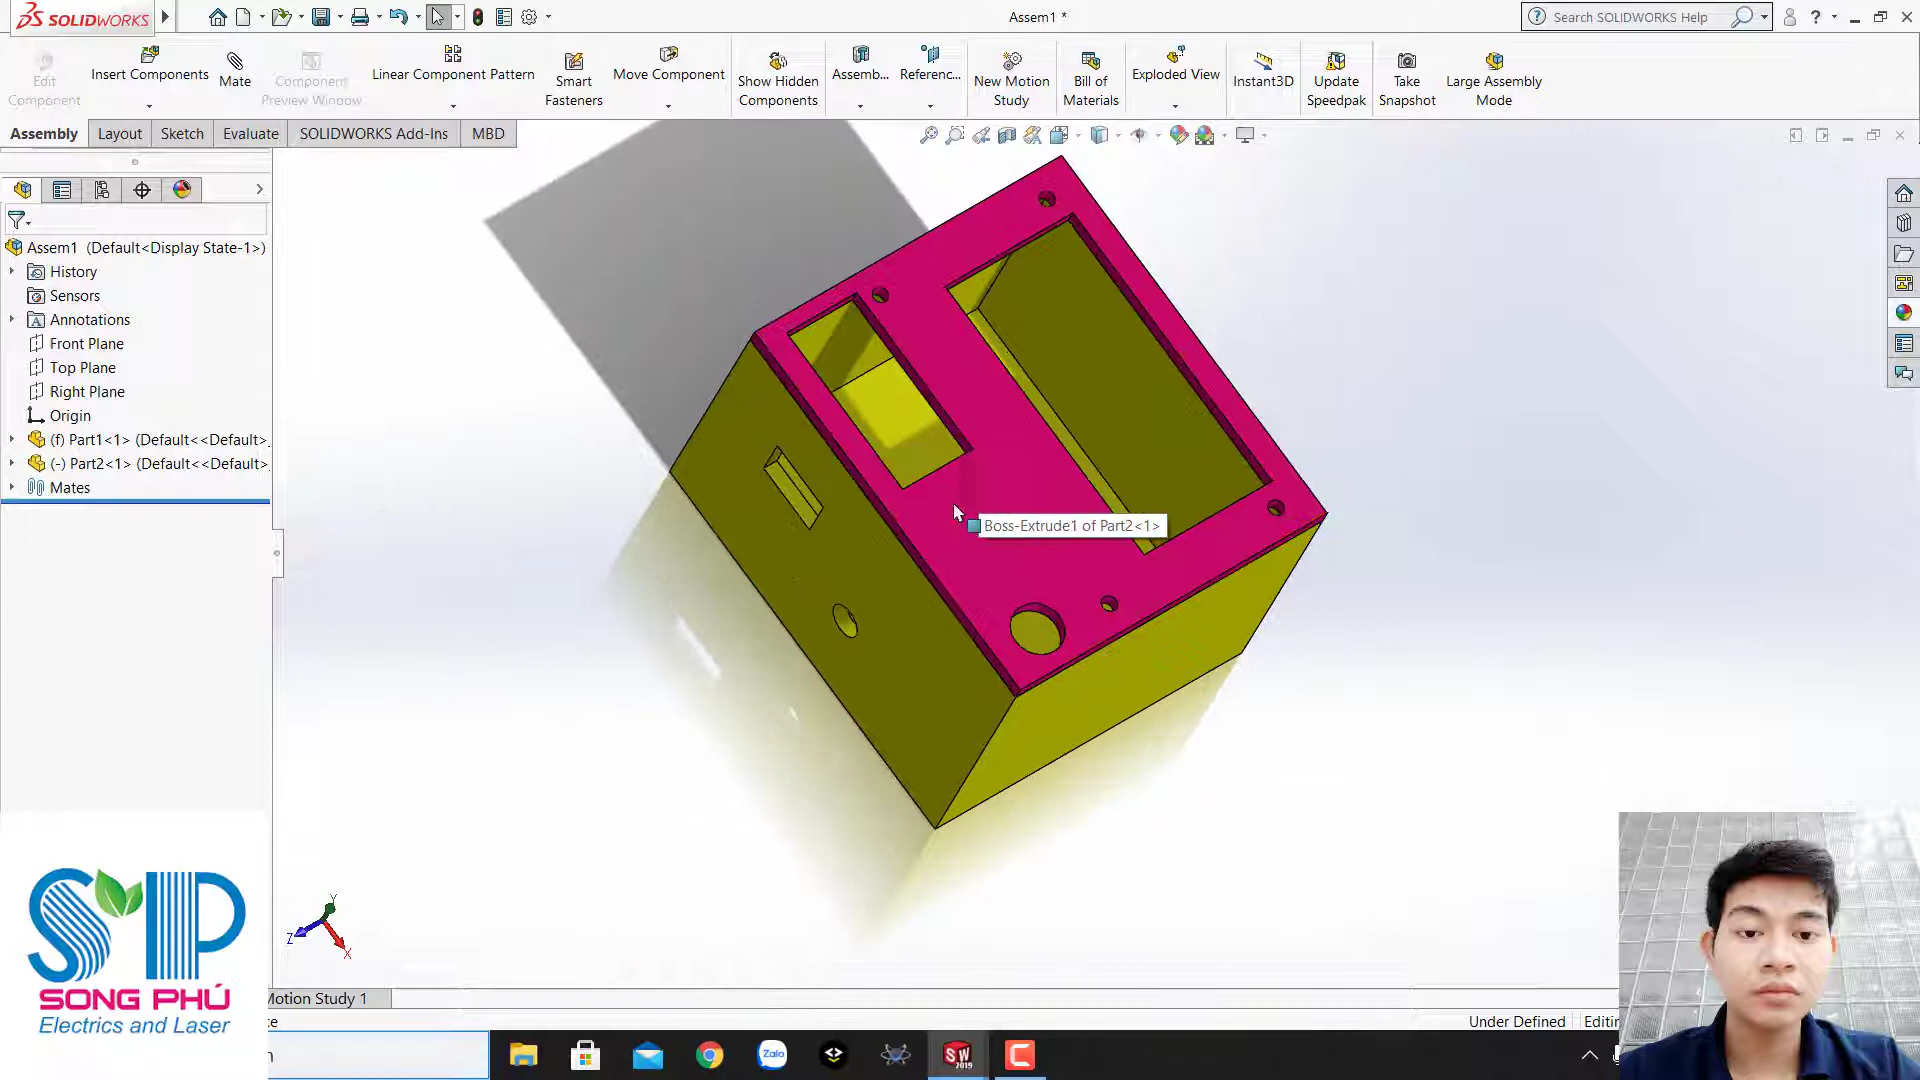 SOLIDWORKS
Assem1 *
Search SOLIDWORKS Help
Edit
Component
Insert Components
Mate
Component
Preview Window
Linear Component Pattern
Smart
Fasteners
Move Component
Show Hidden
Components
Assemb...
Referenc...
New Motion
Study
Bill of
Materials
Exploded View
Instant3D
Update
Speedpak
Take
Snapshot
Large Assembly
Mode
Assembly
Layout
Sketch
Evaluate
SOLIDWORKS Add-Ins
MBD
Assem1 (Default<Display State-1>)
History
Sensors
Annotations
Front Plane
Top Plane
Right Plane
Origin
(f) Part1<1> (Default<<Default>
(-) Part2<1> (Default<<Default>
Mates
Boss-Extrude1 of Part2<1>
Y
Z
X
SONG PHÚ
Electrics and Laser
Motion Study 1
te
Under Defined
Editin
n
Zalo
SW
2019